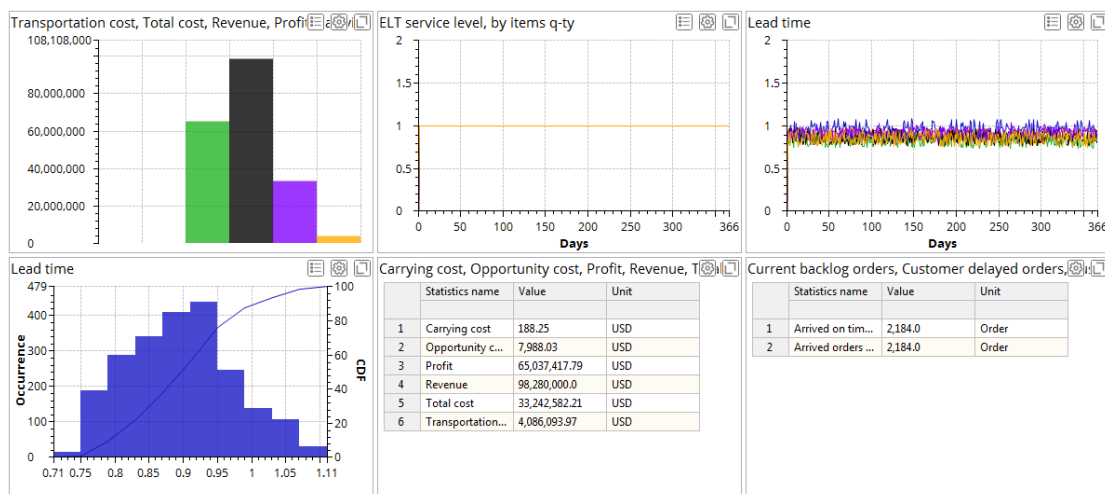 Transportation cost, Total cost, Revenue, Profit,
108,108,000
80,000,000
60,000,000
40,000,000
20,000,000
0
ELT service level, by items q-ty
2
1.5
1
0.5
0
0 50 100 150 200 250 300 366
Days
Lead time
2
1.5
1
0.5
0
0 50 100 150 200 250 300 366
Days
Lead time
479
400
300
200
100
0
Occurrence
100
80
60
40
20
0
CDF
0.71 0.75 0.8 0.85 0.9 0.95 1 1.05 1.11
Carrying cost, Opportunity cost, Profit, Revenue,
Statistics name Value Unit
1 Carrying cost 188.25 USD
2 Opportunity c... 7,988.03 USD
3 Profit 65,037,417.79 USD
4 Revenue 98,280,000.0 USD
5 Total cost 33,242,582.21 USD
6 Transportation... 4,086,093.97 USD
Current backlog orders, Customer delayed orders,
Statistics name Value Unit
1 Arrived on tim... 2,184.0 Order
2 Arrived orders ... 2,184.0 Order